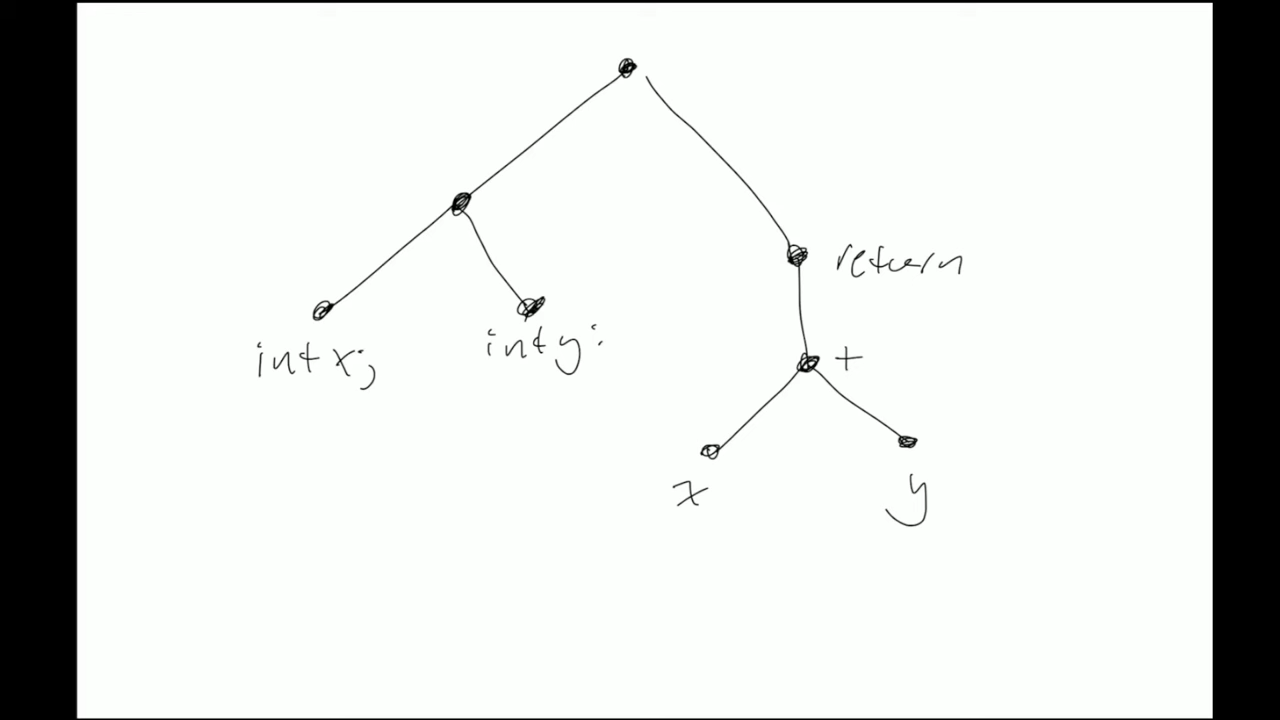 return
int x;
int y:
+
x
y